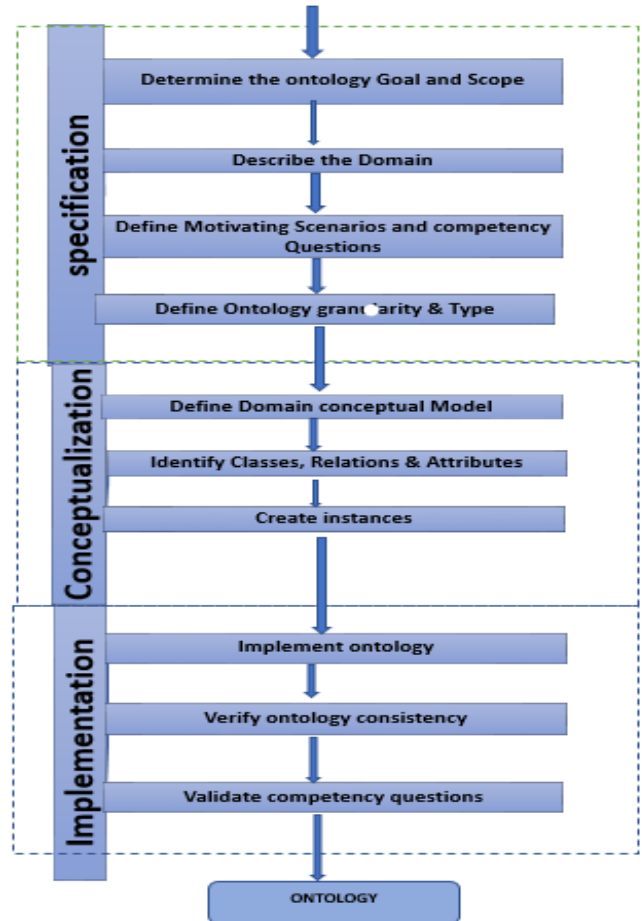 specification
Determine the ontology Goal and Scope
Describe the Domain
Define Motivating Scenarios and competency
Questions
Define Ontology granularity & Type
Conceptualization
Define Domain conceptual Model
Identify Classes, Relations & Attributes
Create instances
Implementation
Implement ontology
Verify ontology consistency
Validate competency questions
ONTOLOGY